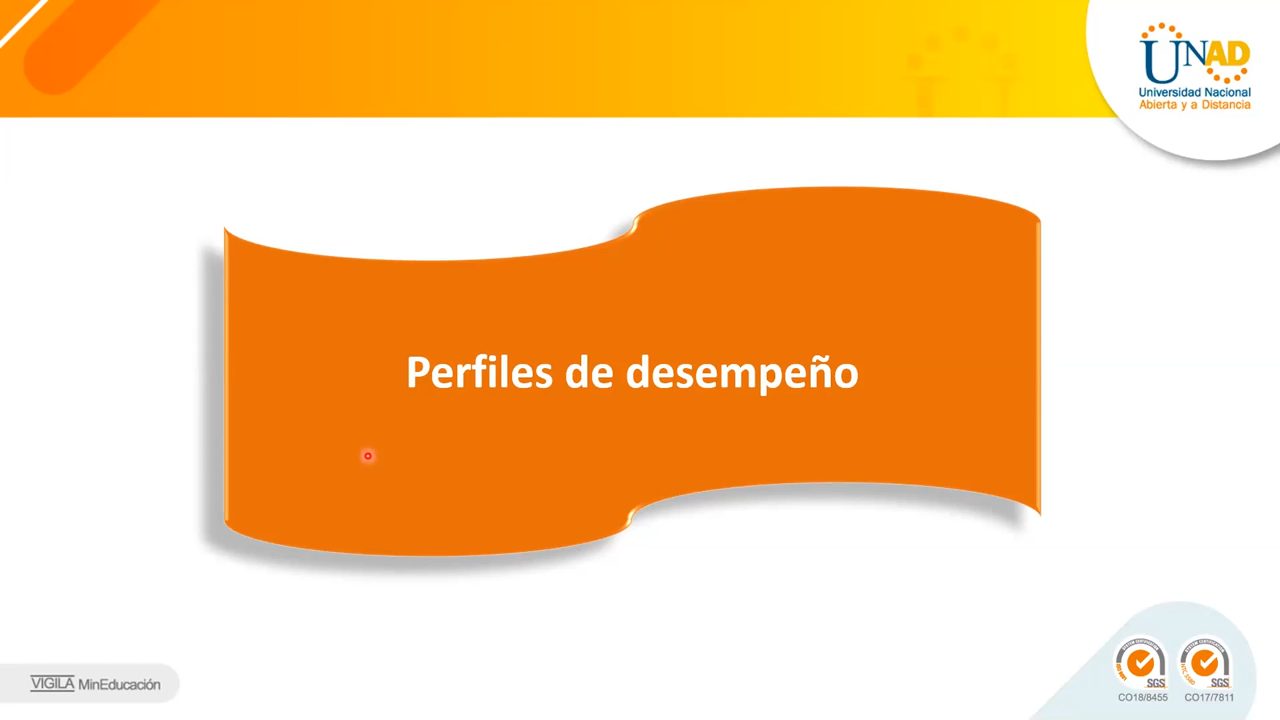 UNAD
Universidad Nacional
Abierta y a Distancia
Perfiles de desempeño
VIGILA MinEducación
SGS
SGS
CO18/8455
CO17/7811